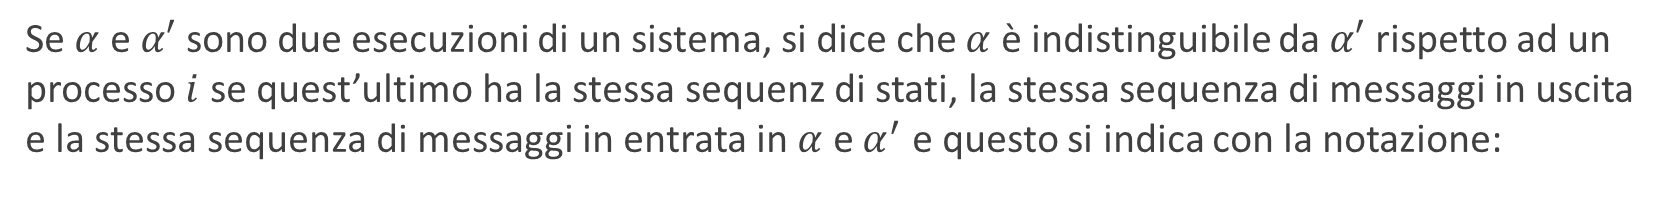 Se α e α′ sono due esecuzioni di un sistema, si dice che α è indistinguibile da α′ rispetto ad un
processo i se quest’ultimo ha la stessa sequenz di stati, la stessa sequenza di messaggi in uscita
e la stessa sequenza di messaggi in entrata in α e α′ e questo si indica con la notazione: